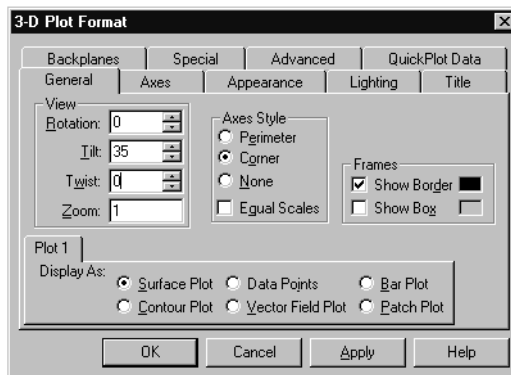 3-D Plot Format
Backplanes Special Advanced QuickPlot Data
General Axes Appearance Lighting Title
View
Rotation: 0
Tilt: 35
Twist: 0
Zoom: 1
Axes Style
Perimeter
Corner
None
Equal Scales
Frames
Show Border
Show Box
Plot 1
Display As:
Surface Plot Data Points Bar Plot
Contour Plot Vector Field Plot Patch Plot
OK Cancel Apply Help